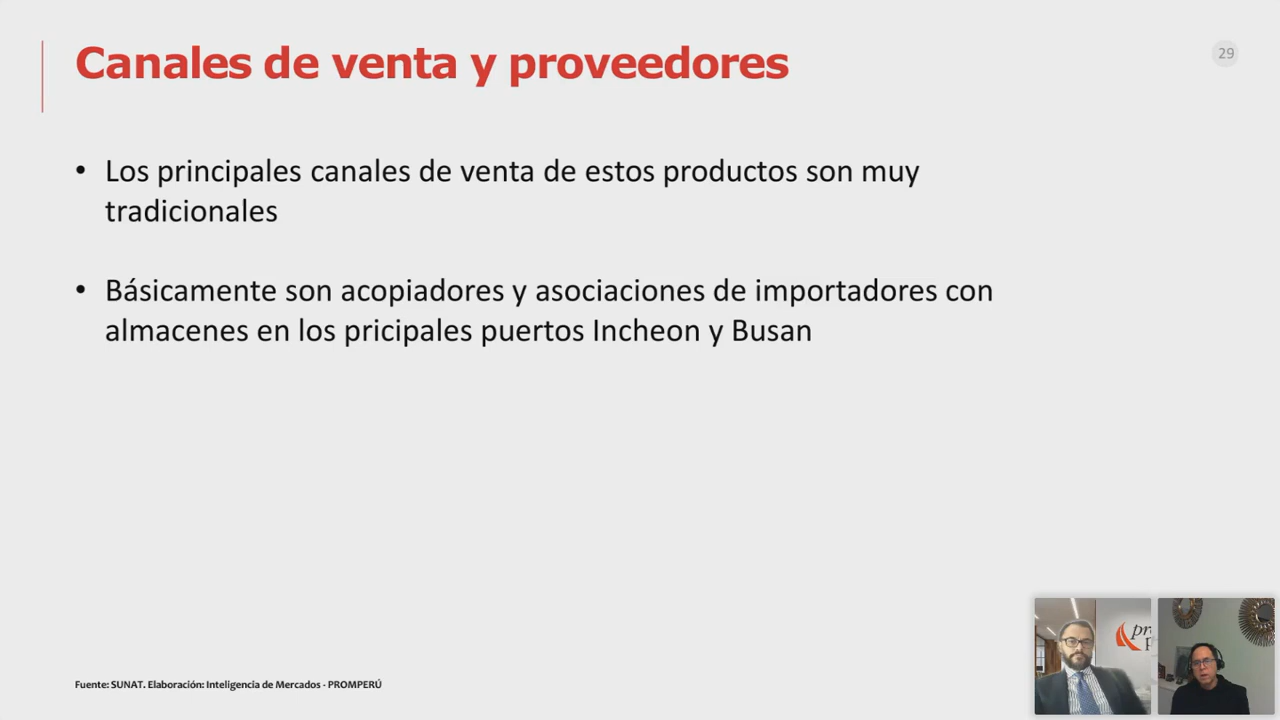 Canales de venta y proveedores
29
• Los principales canales de venta de estos productos son muy
tradicionales
• Básicamente son acopiadores y asociaciones de importadores con
almacenes en los pricipales puertos Incheon y Busan
Fuente: SUNAT. Elaboración: Inteligencia de Mercados - PROMPERÚ